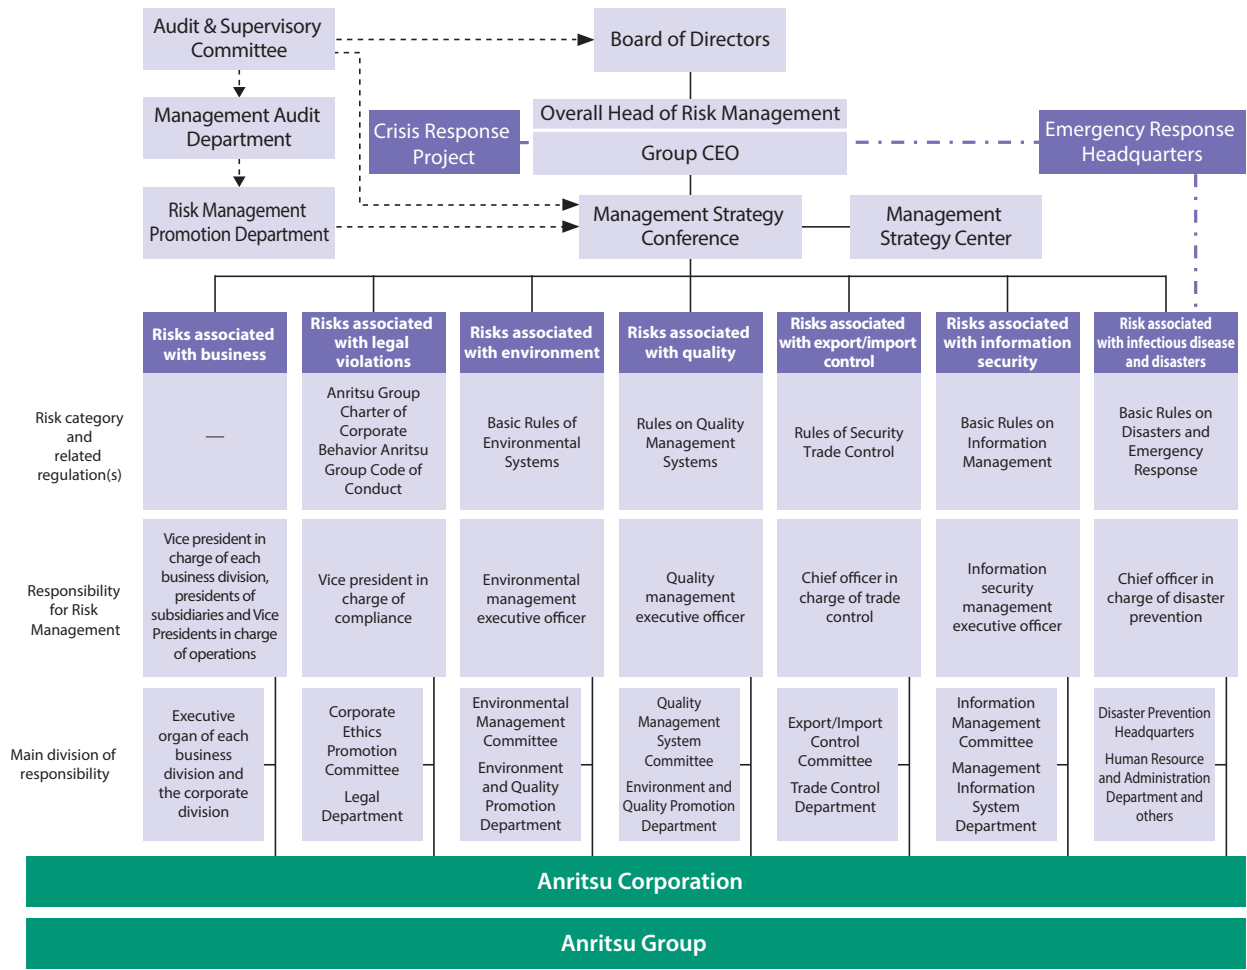 Audit & Supervisory
Committee
Board of Directors
Management Audit
Department
Crisis Response
Project
Overall Head of Risk Management
Group CEO
Emergency Response
Headquarters
Risk Management
Promotion Department
Management Strategy
Conference
Management
Strategy Center
Risks associated
with business
Risks associated
with legal
violations
Risks associated
with environment
Risks associated
with quality
Risks associated
with export/import
control
Risks associated
with information
security
Risk associated
with infectious disease
and disasters
Risk category
and
related
regulation(s)
—
Anritsu Group
Charter of
Corporate
Behavior Anritsu
Group Code of
Conduct
Basic Rules of
Environmental
Systems
Rules on Quality
Management
Systems
Rules of Security
Trade Control
Basic Rules on
Information
Management
Basic Rules on
Disasters and
Emergency
Response
Responsibility
for Risk
Management
Vice president in
charge of each
business division,
presidents of
subsidiaries and Vice
Presidents in charge
of operations
Vice president in
charge of
compliance
Environmental
management
executive officer
Quality
management
executive officer
Chief officer in
charge of trade
control
Information
security
management
executive officer
Chief officer in
charge of disaster
prevention
Main division of
responsibility
Executive
organ of each
business
division and
the corporate
division
Corporate
Ethics
Promotion
Committee
Legal
Department
Environmental
Management
Committee
Environment
and Quality
Promotion
Department
Quality
Management
System
Committee
Environment and
Quality Promotion
Department
Export/Import
Control
Committee
Trade Control
Department
Information
Management
Committee
Management
Information
System
Department
Disaster Prevention
Headquarters
Human Resource
and Administration
Department and
others
Anritsu Corporation
Anritsu Group